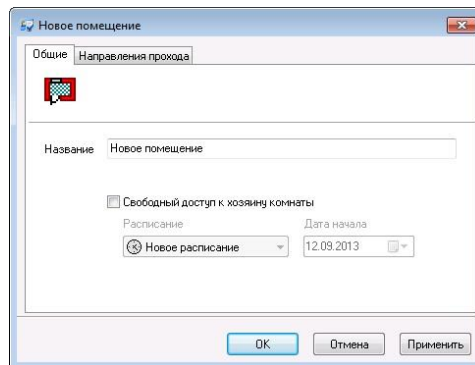 Новое помещение
Общие Направления прохода
Название Новое помещение
Свободный доступ к хозяину комнаты
Расписание Дата начала
Новое расписание 12.09.2013
OK Отмена Применить